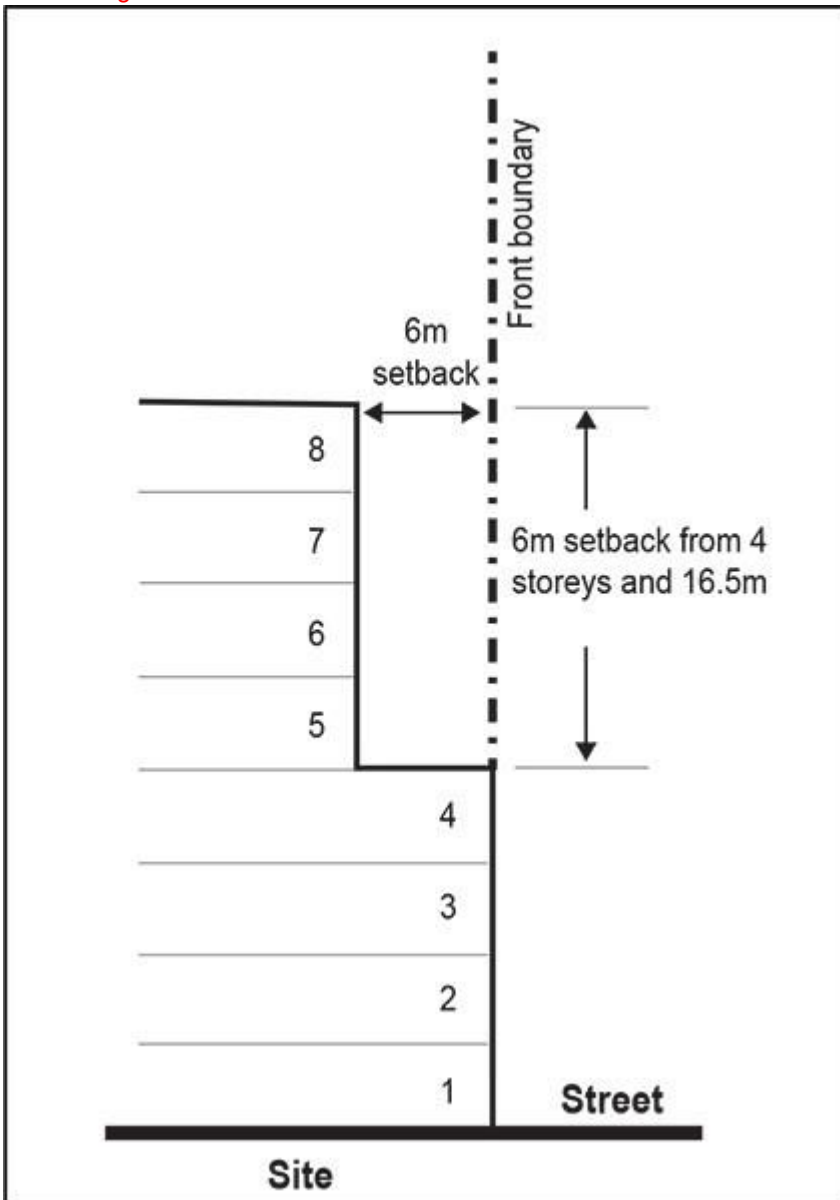 Front boundary
6m
setback
8
7
6m setback from 4
storeys and 16.5m
6
5
4
3
2
1
Street
Site